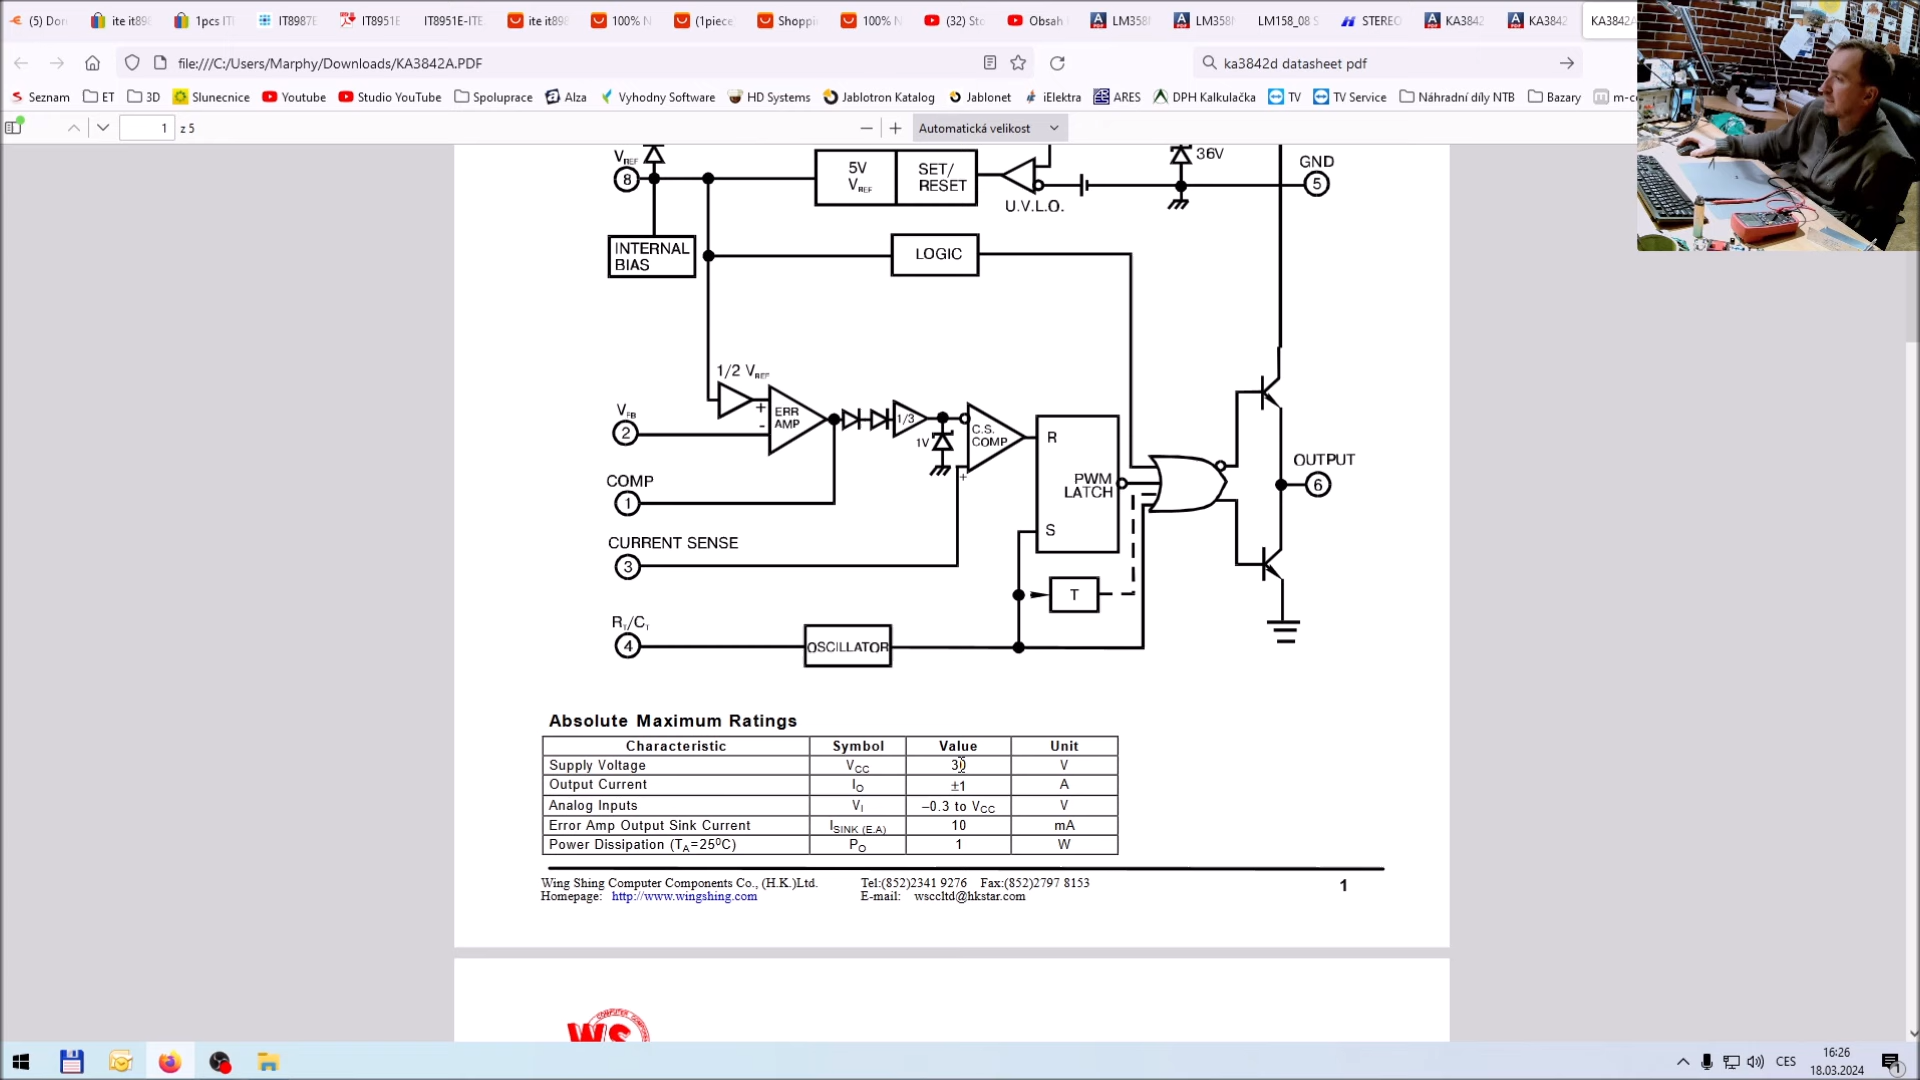 (5) Dor
ite it89
1pcs IT
IT8987E
IT8951E
IT8951E-ITE
ite it898
100% N
(1piece
Shoppi
100% N
(32) Sto
Obsah
LM358
LM358
LM158_08 S
STEREO
KA3842
KA3842
KA3842A
file:///C:/Users/Marphy/Downloads/KA3842A.PDF
ka3842d datasheet pdf
Seznam ET 3D Slunecnice Youtube Studio YouTube Spoluprace Alza Vyhodny Software HD Systems Jablotron Katalog Jablonet iElektra ARES DPH Kalkulačka TV TV Service Náhradní díly NTB Bazary
1 z 5
Automatická velikost
VREF
8
5V VREF
SET/ RESET
U.V.L.O.
36V
GND
5
INTERNAL BIAS
LOGIC
1/2 VREF
VFB
2
+
-
ERR AMP
1/3
1V
C.S. COMP
+
R
PWM LATCH
S
OUTPUT
6
COMP
1
CURRENT SENSE
3
T
RT/CT
4
OSCILLATOR
Absolute Maximum Ratings
Characteristic Symbol Value Unit
Supply Voltage VCC 30 V
Output Current IO ±1 A
Analog Inputs VI –0.3 to VCC V
Error Amp Output Sink Current ISINK (E.A) 10 mA
Power Dissipation (TA=25⁰C) PO 1 W
Wing Shing Computer Components Co., (H.K.)Ltd. Tel:(852)2341 9276 Fax:(852)2797 8153 1
Homepage: http://www.wingshing.com E-mail: wsccltd@hkstar.com
WS
CES
16:26
18.03.2024
1